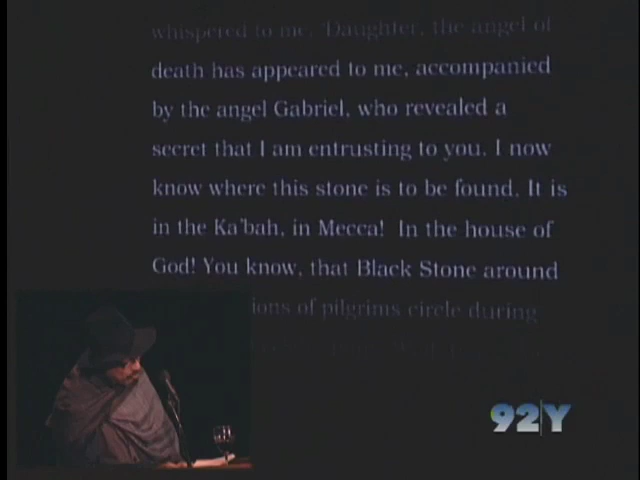 whispered to me, 'Daughter, the angel of
death has appeared to me, accompanied
by the angel Gabriel, who revealed a
secret that I am entrusting to you. I now
know where this stone is to be found. It is
in the Ka'bah, in Mecca! In the house of
God! You know, that Black Stone around
ions of pilgrims circle during
92Y